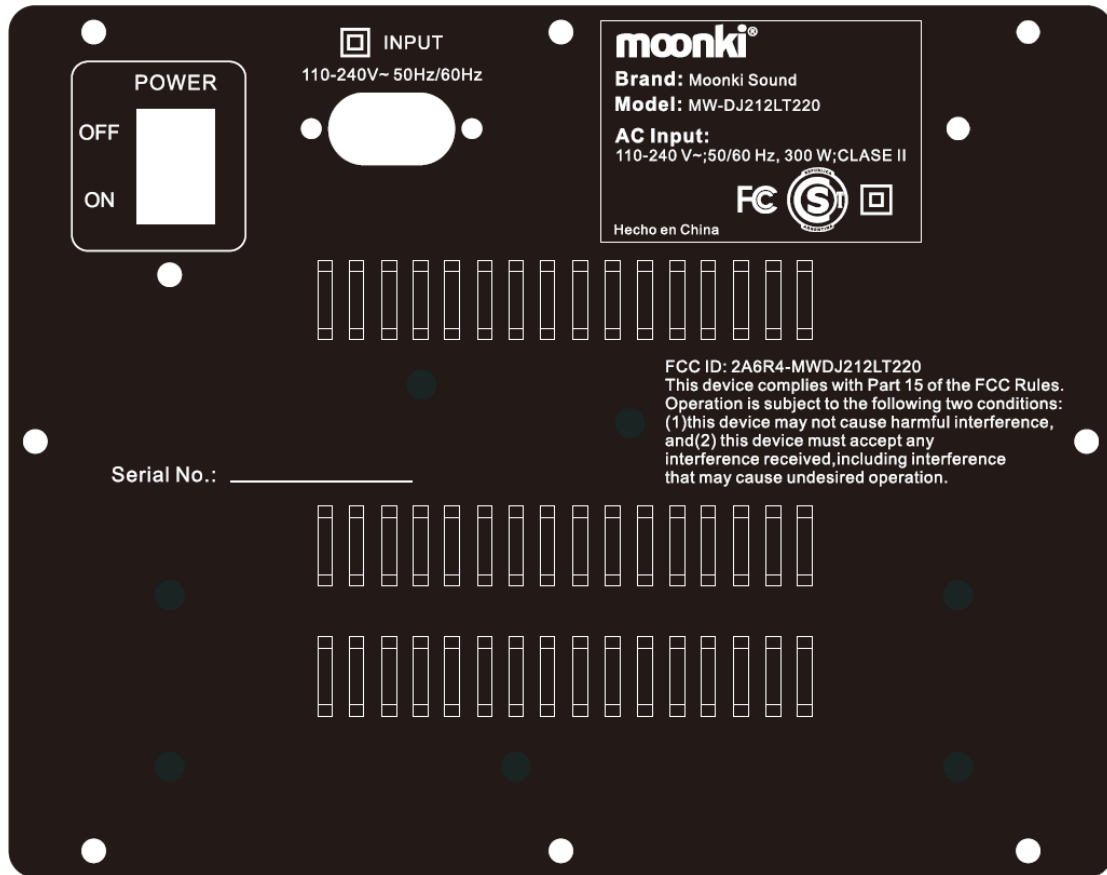 INPUT
110-240V~ 50Hz/60Hz
POWER
OFF
ON
moonki®
Brand: Moonki Sound
Model: MW-DJ212LT220
AC Input:
110-240 V~;50/60 Hz, 300 W;CLASE II
FC
REPUBLICA
S I
ARGENTINA
Hecho en China
FCC ID: 2A6R4-MWDJ212LT220
This device complies with Part 15 of the FCC Rules.
Operation is subject to the following two conditions:
(1)this device may not cause harmful interference,
and(2) this device must accept any
interference received,including interference
that may cause undesired operation.
Serial No.: